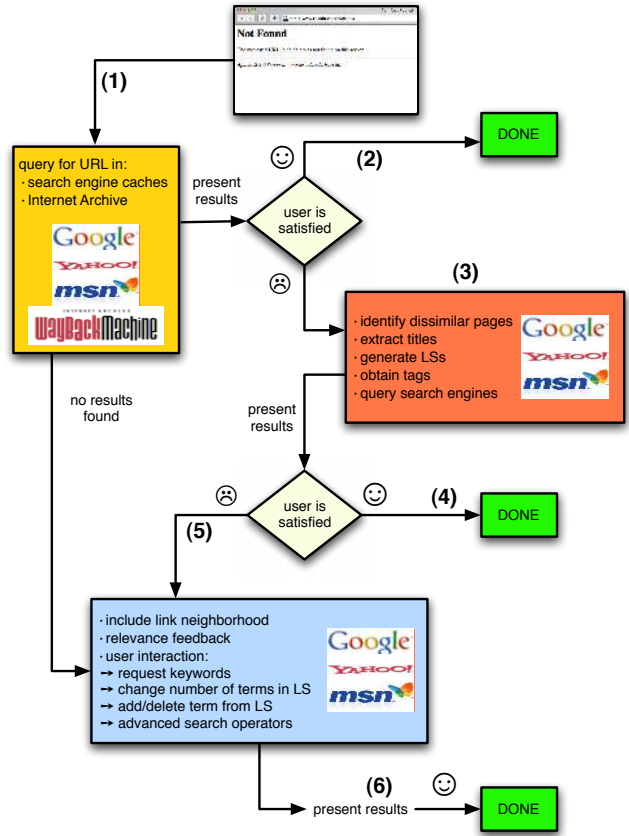 Not Found
(1)
query for URL in:
· search engine caches
· Internet Archive
Google
YAHOO!
msn
INTERNET ARCHIVE
WayBackMachine
present
results
(2)
DONE
user is
satisfied
(3)
· identify dissimilar pages
· extract titles
· generate LSs
· obtain tags
· query search engines
Google
YAHOO!
msn
no results
found
present
results
user is
satisfied
(4)
DONE
(5)
· include link neighborhood
· relevance feedback
· user interaction:
→ request keywords
→ change number of terms in LS
→ add/delete term from LS
→ advanced search operators
Google
YAHOO!
msn
(6)
present results
DONE